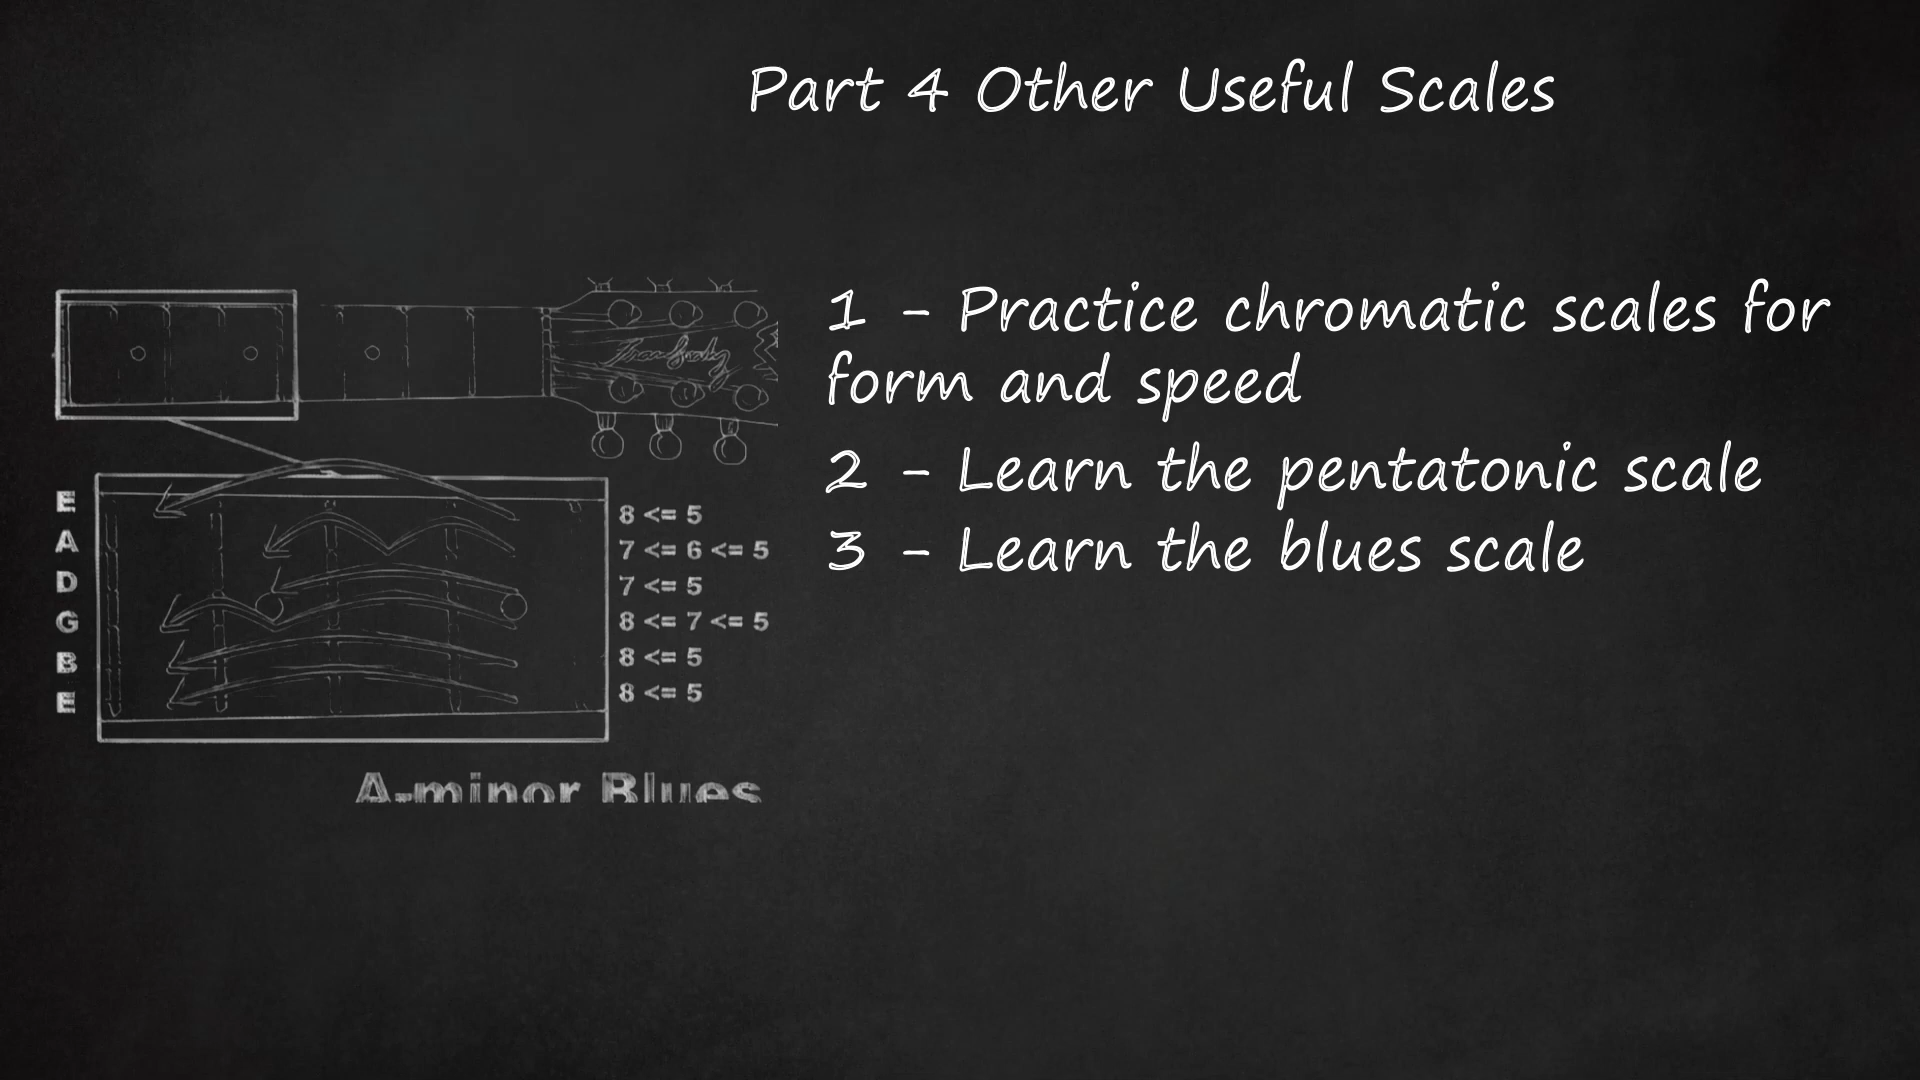 Part 4 Other Useful Scales
1 - Practice chromatic scales for
form and speed
2 - Learn the pentatonic scale
3 - Learn the blues scale
E
A
D
G
B
E
8 <= 5
7 <= 6 <= 5
7 <= 5
8 <= 7 <= 5
8 <= 5
8 <= 5
A-minor Blues